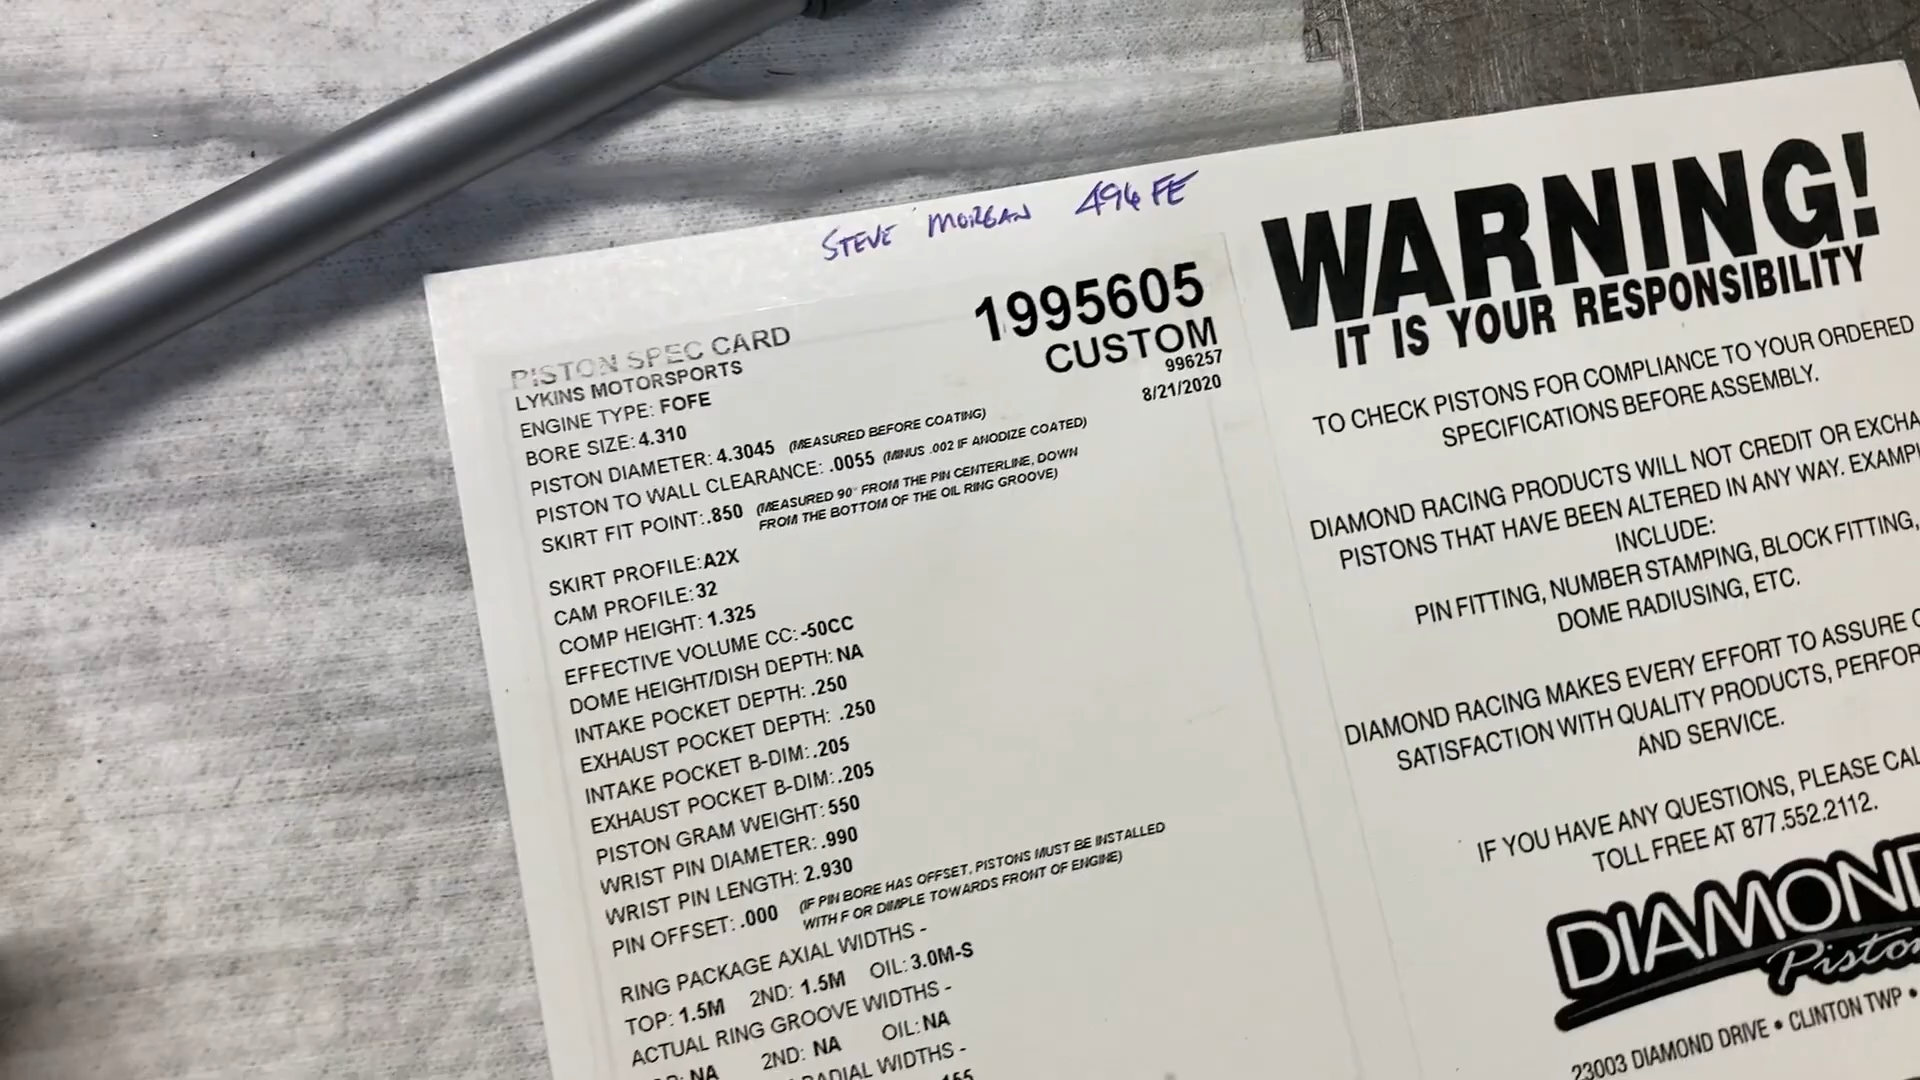 STEVE MORGAN 496 FE
1995605
CUSTOM
996257
8/21/2020
PISTON SPEC CARD
LYKINS MOTORSPORTS
ENGINE TYPE: FOFE
BORE SIZE: 4.310
PISTON DIAMETER: 4.3045 (MEASURED BEFORE COATING)
PISTON TO WALL CLEARANCE: .0055 (MINUS .002 IF ANODIZE COATED)
SKIRT FIT POINT: .850 (MEASURED 90° FROM THE PIN CENTERLINE, DOWN
FROM THE BOTTOM OF THE OIL RING GROOVE)
SKIRT PROFILE: A2X
CAM PROFILE: 32
COMP HEIGHT: 1.325
EFFECTIVE VOLUME CC: -50CC
DOME HEIGHT/DISH DEPTH: NA
INTAKE POCKET DEPTH: .250
EXHAUST POCKET DEPTH: .250
INTAKE POCKET B-DIM: .205
EXHAUST POCKET B-DIM: .205
PISTON GRAM WEIGHT: 550
WRIST PIN DIAMETER: .990
WRIST PIN LENGTH: 2.930
PIN OFFSET: .000 (IF PIN BORE HAS OFFSET, PISTONS MUST BE INSTALLED
WITH F OR DIMPLE TOWARDS FRONT OF ENGINE)
RING PACKAGE AXIAL WIDTHS -
TOP: 1.5M 2ND: 1.5M OIL: 3.0M-S
ACTUAL RING GROOVE WIDTHS -
NA 2ND: NA OIL: NA
WIDTHS -
WARNING!
IT IS YOUR RESPONSIBILITY
TO CHECK PISTONS FOR COMPLIANCE TO YOUR ORDERED
SPECIFICATIONS BEFORE ASSEMBLY.
DIAMOND RACING PRODUCTS WILL NOT CREDIT OR
PISTONS THAT HAVE BEEN ALTERED IN ANY WAY.
INCLUDE:
PIN FITTING, NUMBER STAMPING, BLOCK FITTING,
DOME RADIUSING, ETC.
DIAMOND RACING MAKES EVERY EFFORT TO ASSURE
SATISFACTION WITH QUALITY PRODUCTS,
AND SERVICE.
IF YOU HAVE ANY QUESTIONS, PLEASE
TOLL FREE AT 877.552.2112.
DIAMOND
23003 DIAMOND DRIVE • CLINTON TWP •